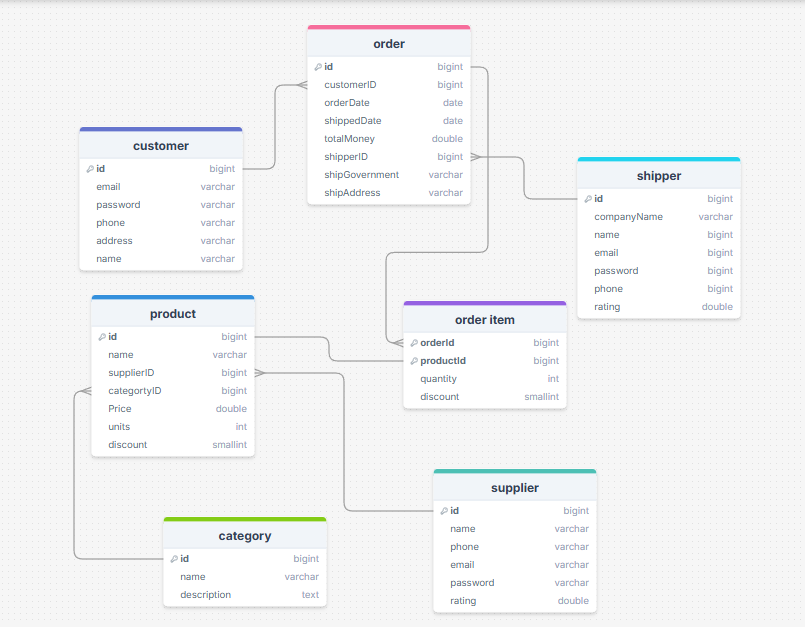 order
id bigint
customerID bigint
orderDate date
shippedDate date
totalMoney double
shipperID bigint
shipGovernment varchar
shipAddress varchar
customer
id bigint
email varchar
password varchar
phone varchar
address varchar
name varchar
shipper
id bigint
companyName varchar
name bigint
email bigint
password bigint
phone bigint
rating double
product
id bigint
name varchar
supplierID bigint
categortyID bigint
Price double
units int
discount smallint
order item
orderId bigint
productId bigint
quantity int
discount smallint
supplier
id bigint
name varchar
phone varchar
email varchar
password varchar
rating double
category
id bigint
name varchar
description text